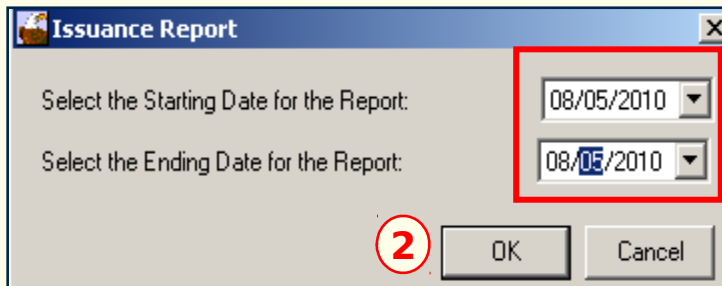 Issuance Report
Select the Starting Date for the Report: 08/05/2010
Select the Ending Date for the Report: 08/05/2010
2 OK Cancel